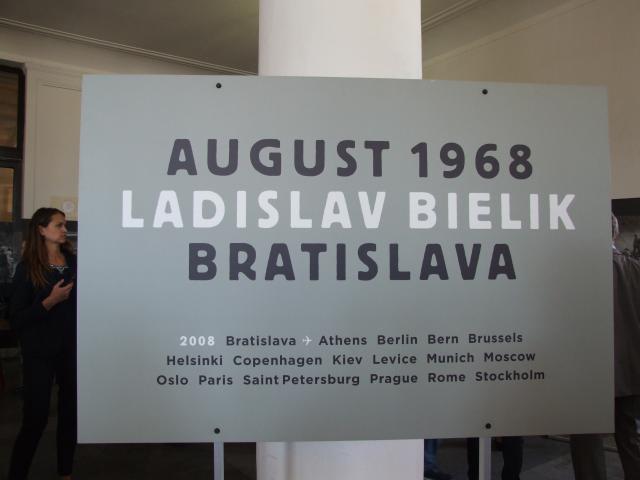 AUGUST 1968
LADISLAV BIELIK
BRATISLAVA
2008 Bratislava ✈ Athens Berlin Bern Brussels
Helsinki Copenhagen Kiev Levice Munich Moscow
Oslo Paris Saint Petersburg Prague Rome Stockholm